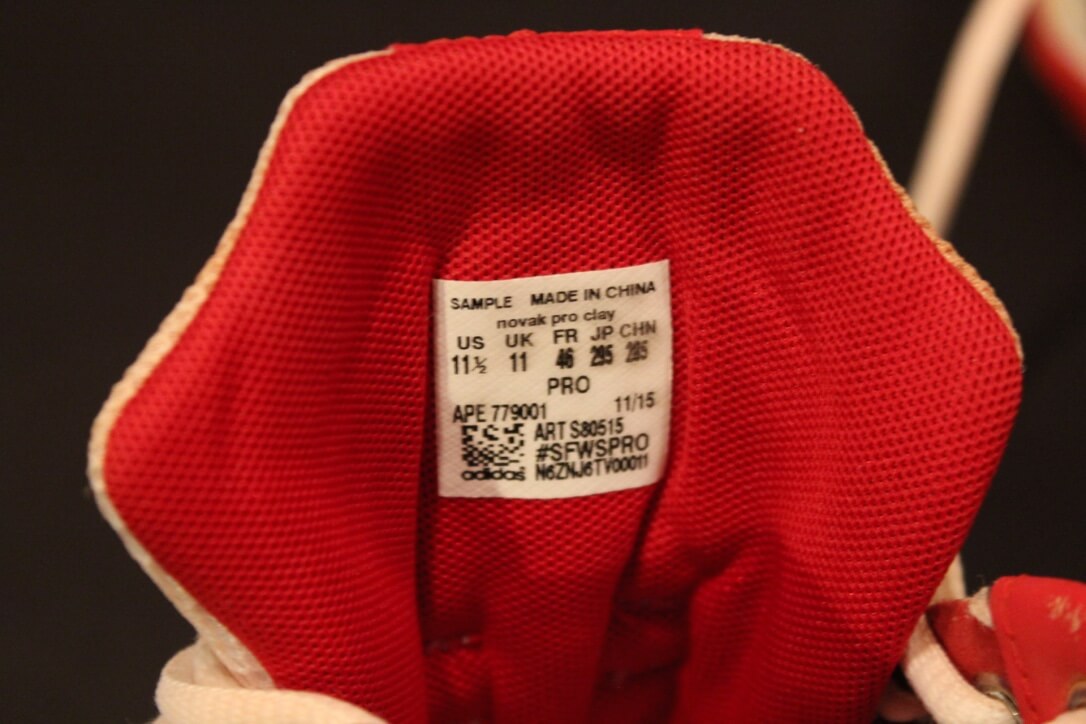 SAMPLE MADE IN CHINA
novak pro clay
US UK FR JP CHN
11½ 11 46 295 285
PRO
APE 779001 11/15
ART S80515
#SFWSPRO
adidas N6ZNJ6TV00011